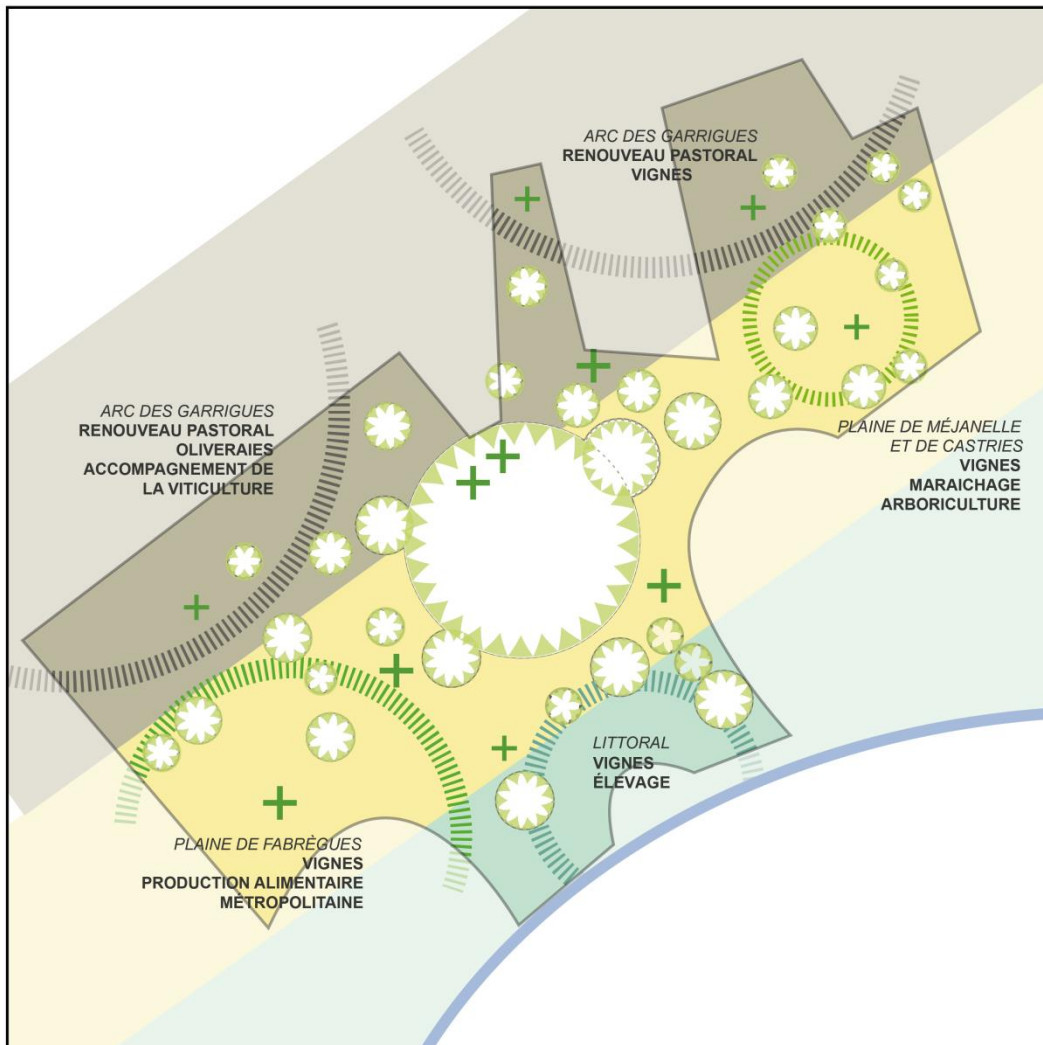 ARC DES GARRIGUES
RENOUVEAU PASTORAL
VIGNES
ARC DES GARRIGUES
RENOUVEAU PASTORAL
OLIVERAIES
ACCOMPAGNEMENT DE
LA VITICULTURE
PLAINE DE MÉJANELLE
ET DE CASTRIES
VIGNES
MARAICHAGE
ARBORICULTURE
LITTORAL
VIGNES
ÉLEVAGE
PLAINE DE FABRÈGUES
VIGNES
PRODUCTION ALIMENTAIRE
MÉTROPOLITAINE